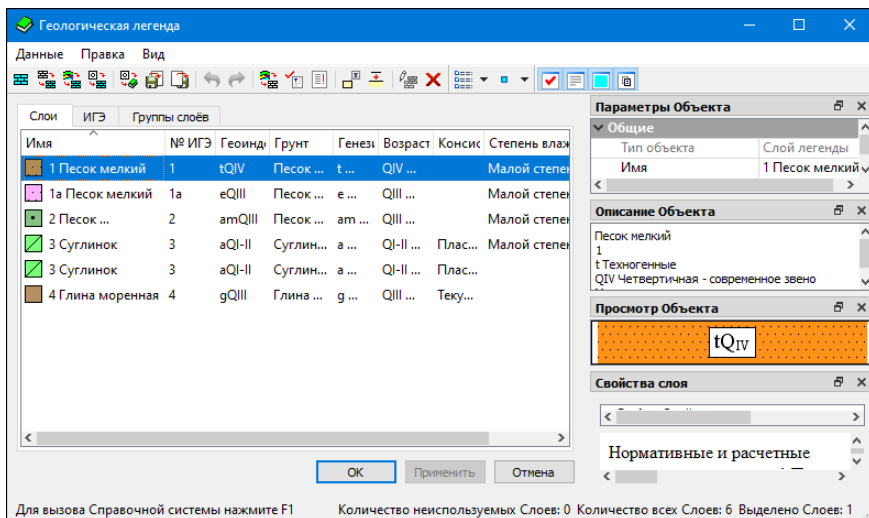 Геологическая легенда
Данные Правка Вид
Слои ИГЭ Группы слоёв
Имя № ИГЭ Геоинд Грунт Генези Возраст Консис Степень влаж
1 Песок мелкий 1 tQIV Песок ... t ... QIV ... Малой степен
1а Песок мелкий 1а eQIII Песок ... e ... QIII ... Малой степен
2 Песок ... 2 amQIII Песок ... am ... QIII ... Малой степен
3 Суглинок 3 aQI-II Суглин... a ... QI-II ... Плас... Малой степен
3 Суглинок 3 aQI-II Суглин... a ... QI-II ... Плас...
4 Глина моренная 4 gQIII Глина ... g ... QIII ... Теку...
OK Применить Отмена
Параметры Объекта
Общие
Тип объекта Слой легенды
Имя 1 Песок мелкий
Описание Объекта
Песок мелкий
1
t Техногенные
QIV Четвертичная - современное звено
Просмотр Объекта
tQIV
Свойства слоя
Нормативные и расчетные
Для вызова Справочной системы нажмите F1 Количество неиспользуемых Слоев: 0 Количество всех Слоев: 6 Выделено Слоев: 1